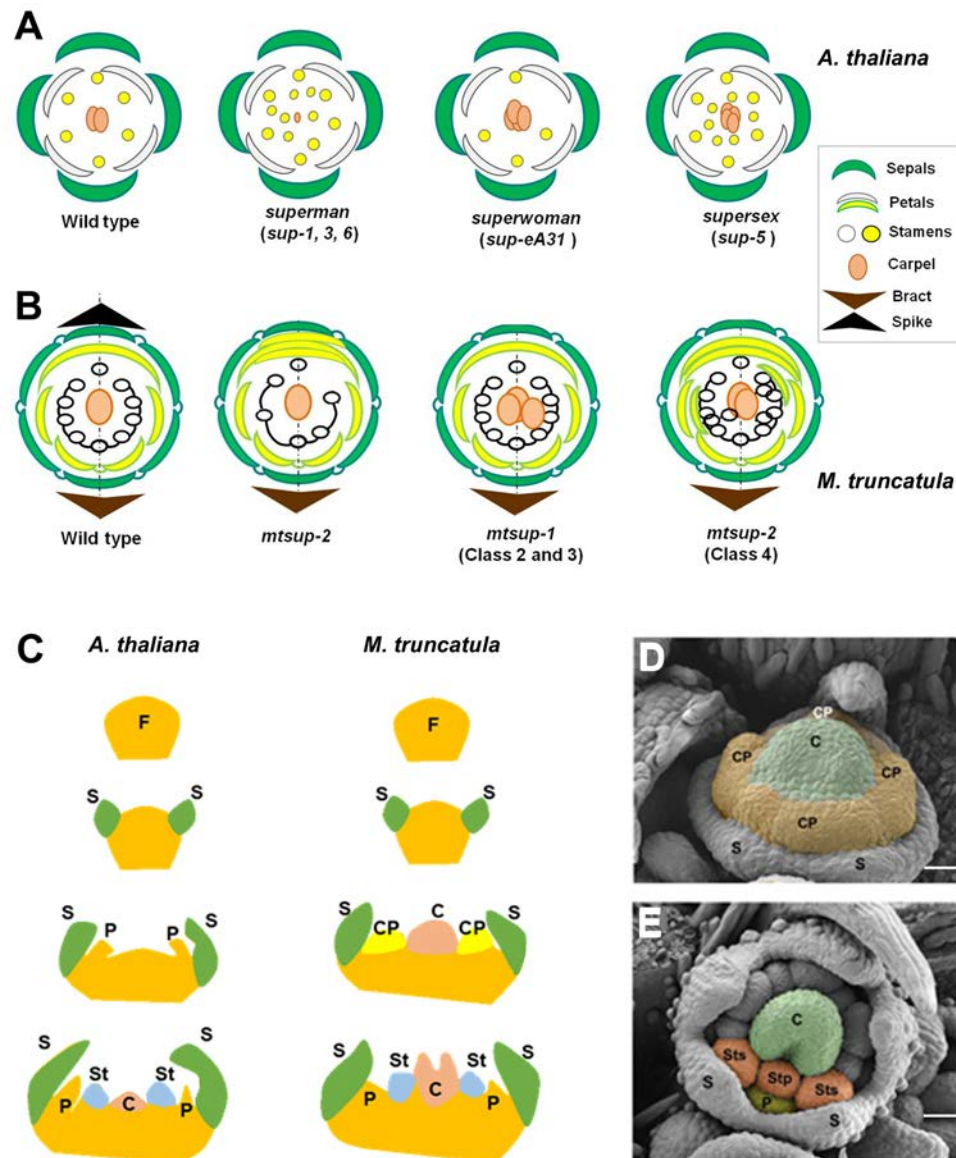 A
A. thaliana
Wild type
superman
(sup-1, 3, 6)
superwoman
(sup-eA31 )
supersex
(sup-5 )
Sepals
Petals
Stamens
Carpel
Bract
Spike
B
M. truncatula
Wild type
mtsup-2
mtsup-1
(Class 2 and 3)
mtsup-2
(Class 4)
C
A. thaliana
M. truncatula
F
F
S S
S S
S P P S
S CP C CP S
S P St C St P S
S P St C St P S
D
CP
C
CP
CP
CP
S
S
E
C
Sts
Stp
Sts
P
S
S